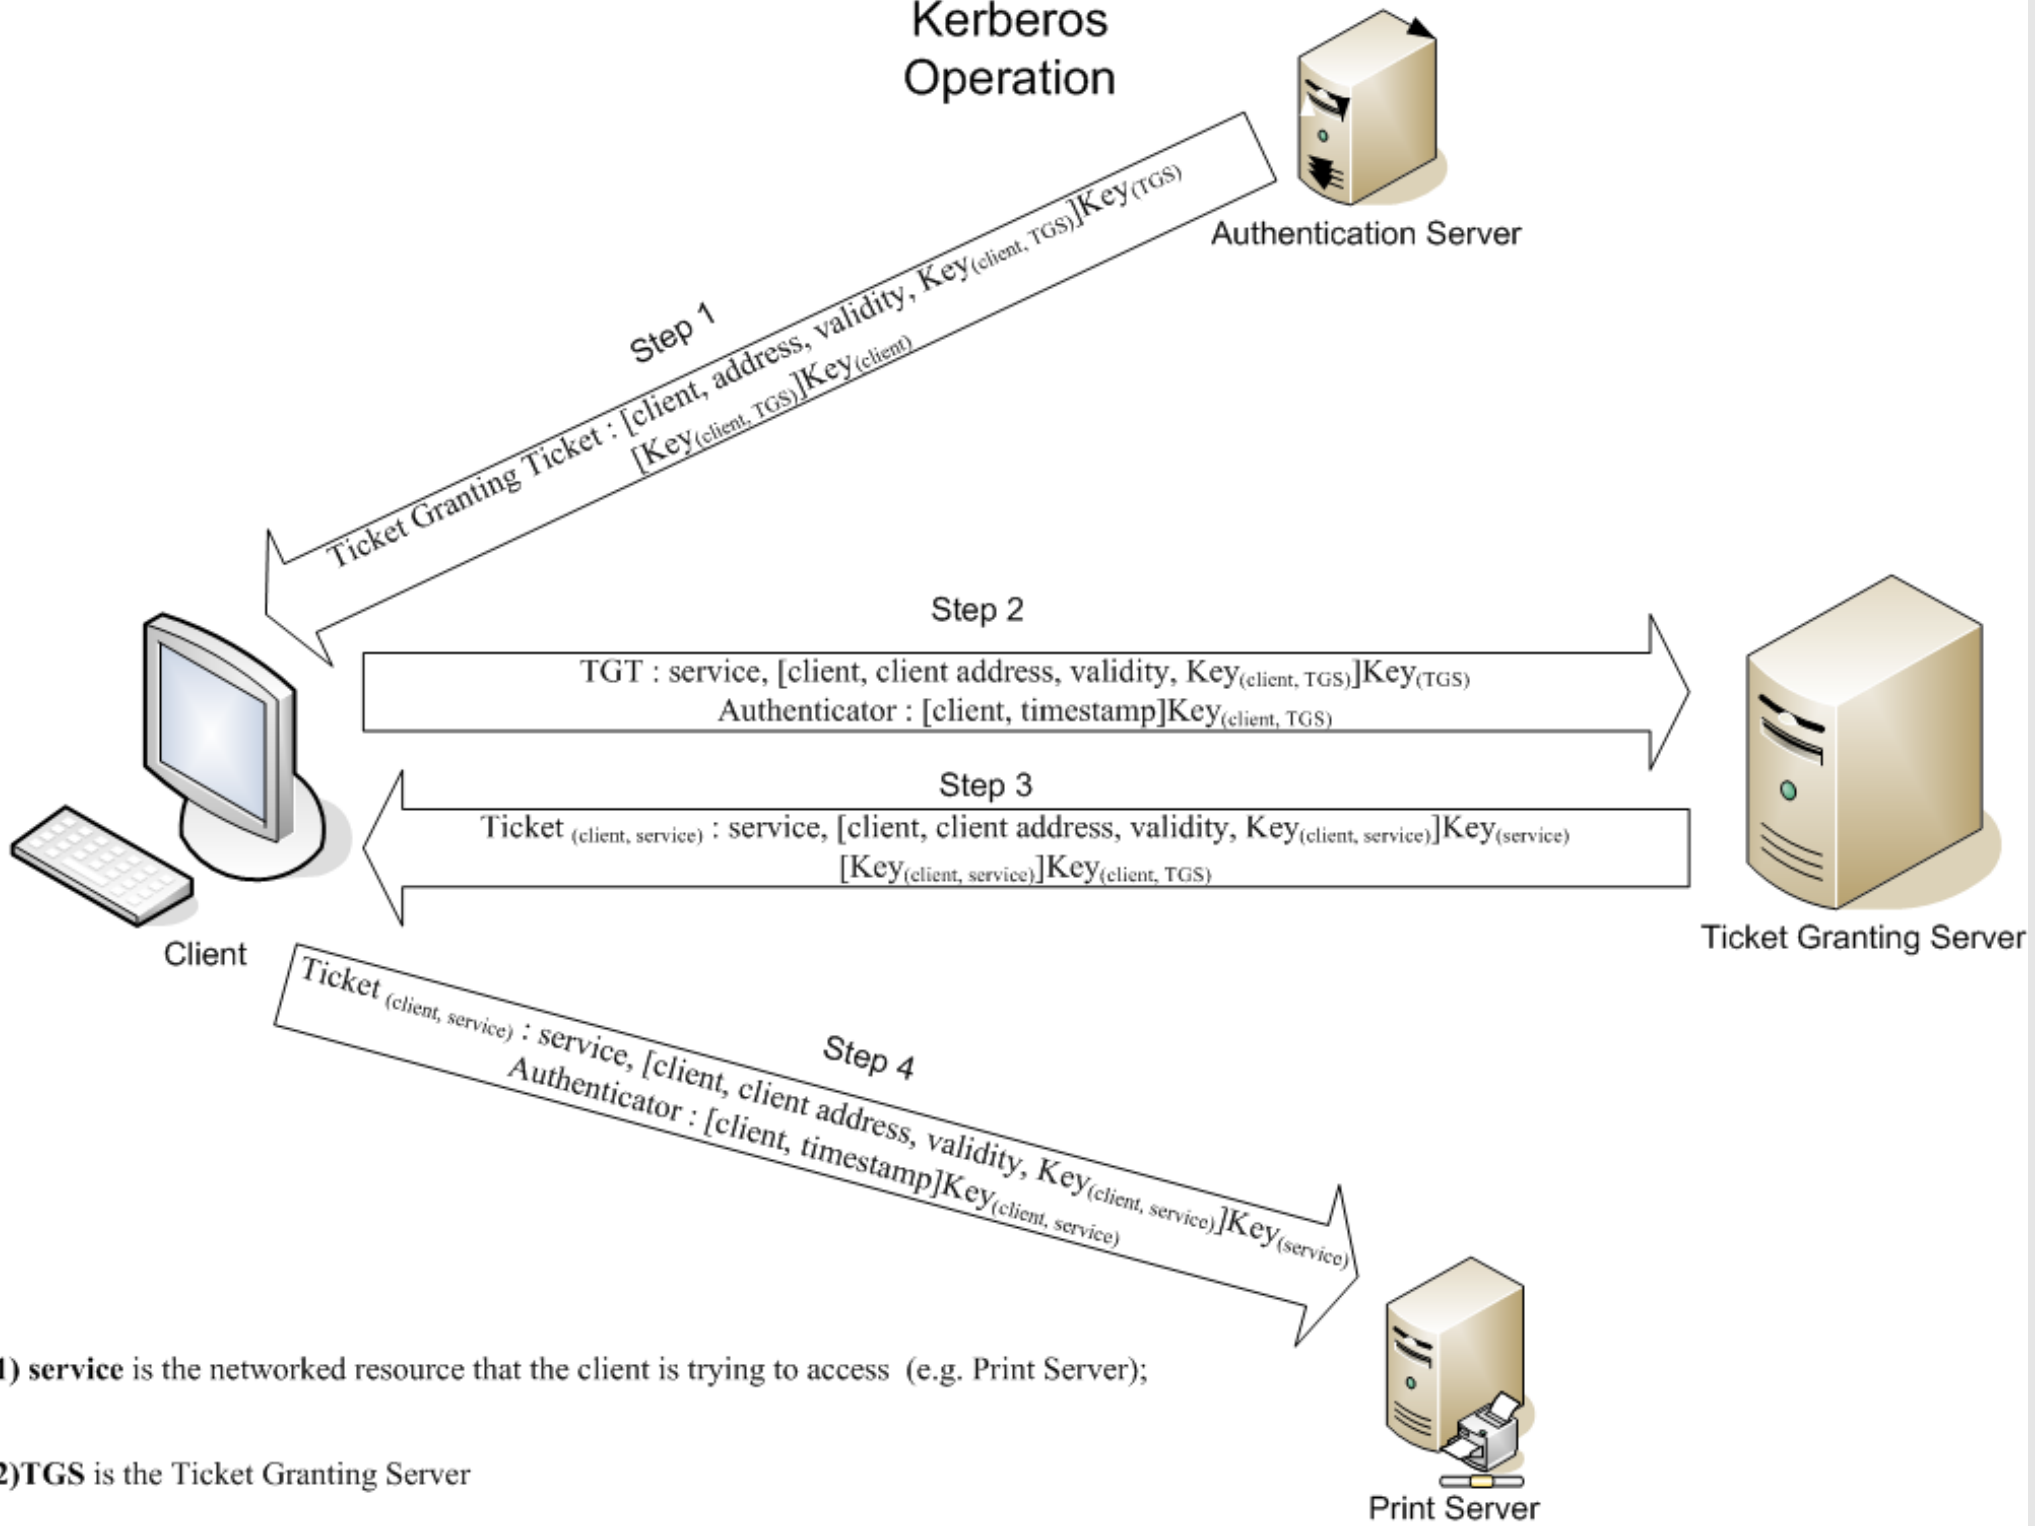 Kerberos
Operation
Authentication Server
Step 1
Ticket Granting Ticket : [client, address, validity, Key(client, TGS)]Key(TGS)
[Key(client, TGS)]Key(client)
Step 2
TGT : service, [client, client address, validity, Key(client, TGS)]Key(TGS)
Authenticator : [client, timestamp]Key(client, TGS)
Step 3
Ticket (client, service) : service, [client, client address, validity, Key(client, service)]Key(service)
[Key(client, service)]Key(client, TGS)
Ticket Granting Server
Client
Step 4
Ticket (client, service) : service, [client, client address, validity, Key(client, service)]Key(service)
Authenticator : [client, timestamp]Key(client, service)
1) service is the networked resource that the client is trying to access (e.g. Print Server);
2)TGS is the Ticket Granting Server
Print Server